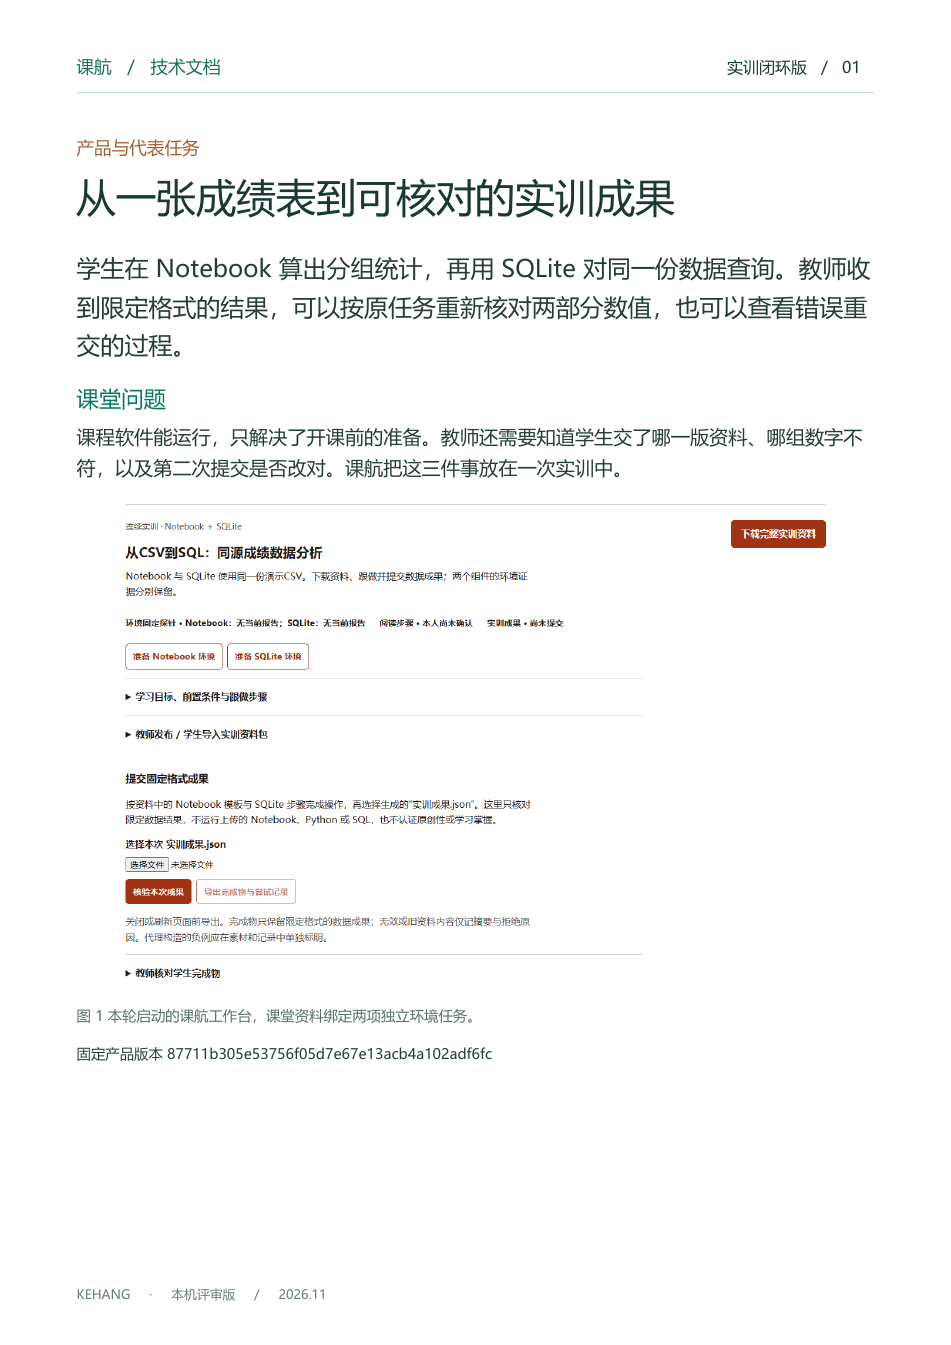 课航 / 技术文档
实训闭环版 / 01
产品与代表任务
从一张成绩表到可核对的实训成果
学生在 Notebook 算出分组统计，再用 SQLite 对同一份数据查询。教师收
到限定格式的结果，可以按原任务重新核对两部分数值，也可以查看错误重
交的过程。
课堂问题
课程软件能运行，只解决了开课前的准备。教师还需要知道学生交了哪一版资料、哪组数字不
符，以及第二次提交是否改对。课航把这三件事放在一次实训中。
连续实训 · Notebook + SQLite
下载完整实训资料
从CSV到SQL：同源成绩数据分析
Notebook 与 SQLite 使用同一份演示CSV。下载资料、跟做并提交数据成果；两个组件的环境证
据分别保留。
环境固定探针 • Notebook：无当前报告；SQLite：无当前报告 阅读步骤 • 本人尚未确认 实训成果 • 尚未提交
准备 Notebook 环境 准备 SQLite 环境
▶ 学习目标、前置条件与跟做步骤
▶ 教师发布 / 学生导入实训资料包
提交固定格式成果
按资料中的 Notebook 模板与 SQLite 步骤完成操作，再选择生成的“实训成果.json”。这里只核对
限定数据结果，不运行上传的 Notebook、Python 或 SQL，也不认证原创性或学习掌握。
选择本次 实训成果.json
选择文件 未选择文件
核验本次成果 导出完成物与尝试记录
关闭或刷新页面前导出。完成物只保留限定格式的数据成果；无效或旧资料内容仅记摘要与拒绝原
因。代理构造的负例应在素材和记录中单独标明。
▶ 教师核对学生完成物
图 1 本轮启动的课航工作台，课堂资料绑定两项独立环境任务。
固定产品版本 87711b305e53756f05d7e67e13acb4a102adf6fc
KEHANG · 本机评审版 / 2026.11